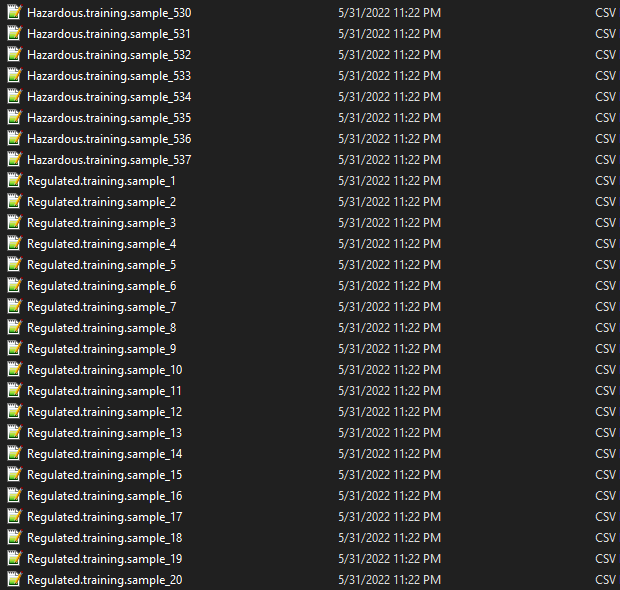 Hazardous.training.sample_530 5/31/2022 11:22 PM CSV
Hazardous.training.sample_531 5/31/2022 11:22 PM CSV
Hazardous.training.sample_532 5/31/2022 11:22 PM CSV
Hazardous.training.sample_533 5/31/2022 11:22 PM CSV
Hazardous.training.sample_534 5/31/2022 11:22 PM CSV
Hazardous.training.sample_535 5/31/2022 11:22 PM CSV
Hazardous.training.sample_536 5/31/2022 11:22 PM CSV
Hazardous.training.sample_537 5/31/2022 11:22 PM CSV
Regulated.training.sample_1 5/31/2022 11:22 PM CSV
Regulated.training.sample_2 5/31/2022 11:22 PM CSV
Regulated.training.sample_3 5/31/2022 11:22 PM CSV
Regulated.training.sample_4 5/31/2022 11:22 PM CSV
Regulated.training.sample_5 5/31/2022 11:22 PM CSV
Regulated.training.sample_6 5/31/2022 11:22 PM CSV
Regulated.training.sample_7 5/31/2022 11:22 PM CSV
Regulated.training.sample_8 5/31/2022 11:22 PM CSV
Regulated.training.sample_9 5/31/2022 11:22 PM CSV
Regulated.training.sample_10 5/31/2022 11:22 PM CSV
Regulated.training.sample_11 5/31/2022 11:22 PM CSV
Regulated.training.sample_12 5/31/2022 11:22 PM CSV
Regulated.training.sample_13 5/31/2022 11:22 PM CSV
Regulated.training.sample_14 5/31/2022 11:22 PM CSV
Regulated.training.sample_15 5/31/2022 11:22 PM CSV
Regulated.training.sample_16 5/31/2022 11:22 PM CSV
Regulated.training.sample_17 5/31/2022 11:22 PM CSV
Regulated.training.sample_18 5/31/2022 11:22 PM CSV
Regulated.training.sample_19 5/31/2022 11:22 PM CSV
Regulated.training.sample_20 5/31/2022 11:22 PM CSV